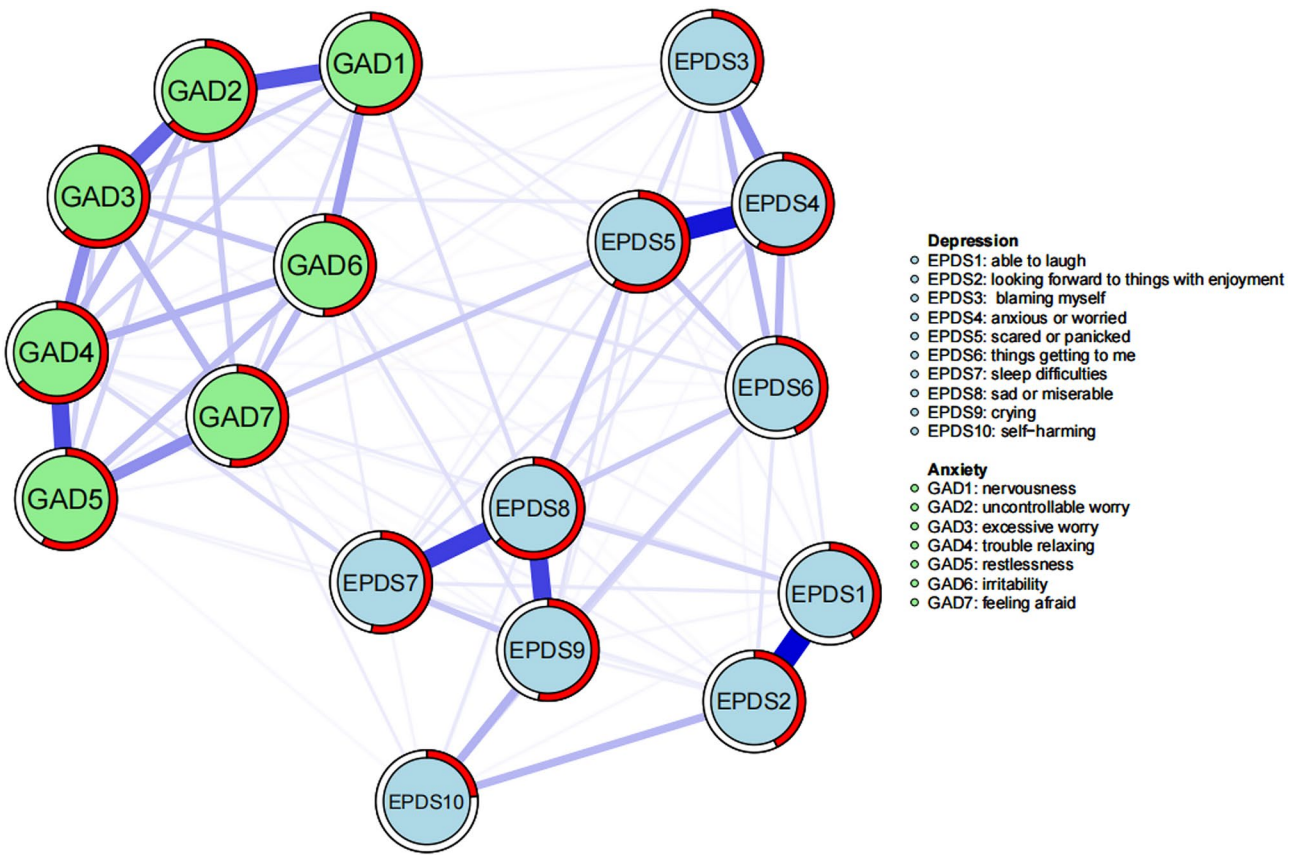 GAD1
GAD2
EPDS3
GAD3
EPDS4
EPDS5
GAD6
GAD4
EPDS6
GAD7
GAD5
EPDS8
EPDS7
EPDS1
EPDS9
EPDS2
EPDS10
Depression
EPDS1: able to laugh
EPDS2: looking forward to things with enjoyment
EPDS3: blaming myself
EPDS4: anxious or worried
EPDS5: scared or panicked
EPDS6: things getting to me
EPDS7: sleep difficulties
EPDS8: sad or miserable
EPDS9: crying
EPDS10: self−harming
Anxiety
GAD1: nervousness
GAD2: uncontrollable worry
GAD3: excessive worry
GAD4: trouble relaxing
GAD5: restlessness
GAD6: irritability
GAD7: feeling afraid